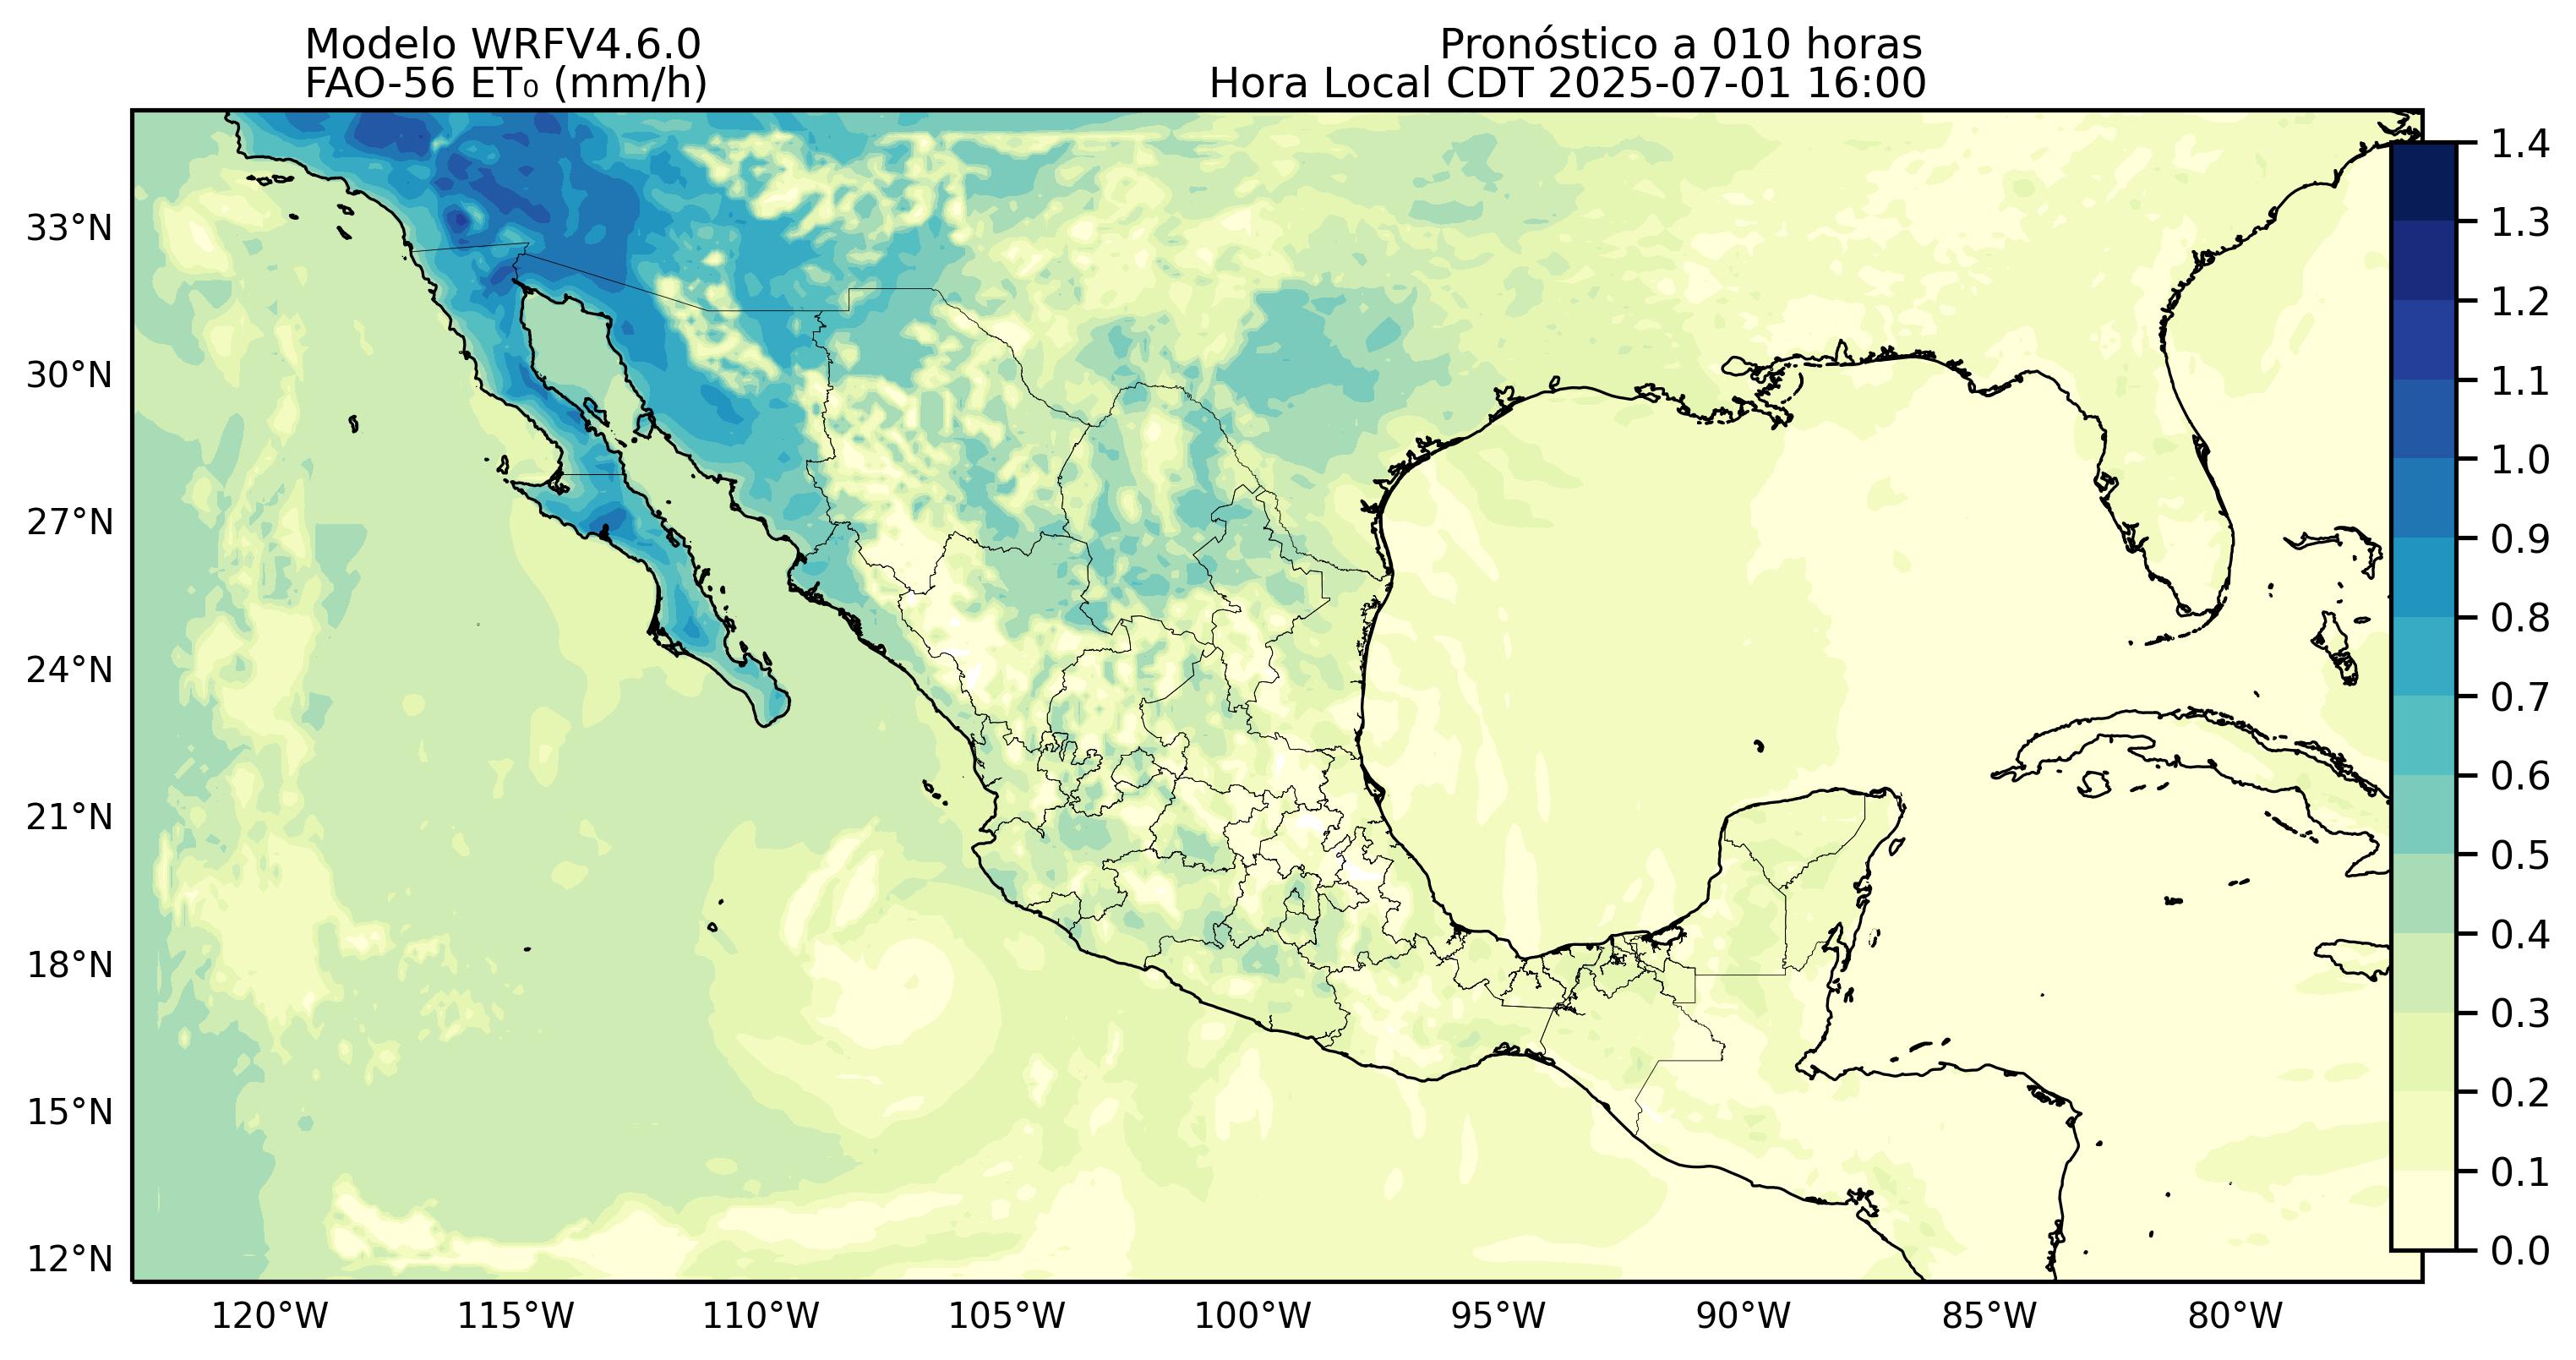 Modelo WRFV4.6.0
FAO-56 ET₀ (mm/h)
Pronóstico a 010 horas
Hora Local CDT 2025-07-01 16:00
33°N
30°N
27°N
24°N
21°N
18°N
15°N
12°N
120°W
115°W
110°W
105°W
100°W
95°W
90°W
85°W
80°W
1.4
1.3
1.2
1.1
1.0
0.9
0.8
0.7
0.6
0.5
0.4
0.3
0.2
0.1
0.0